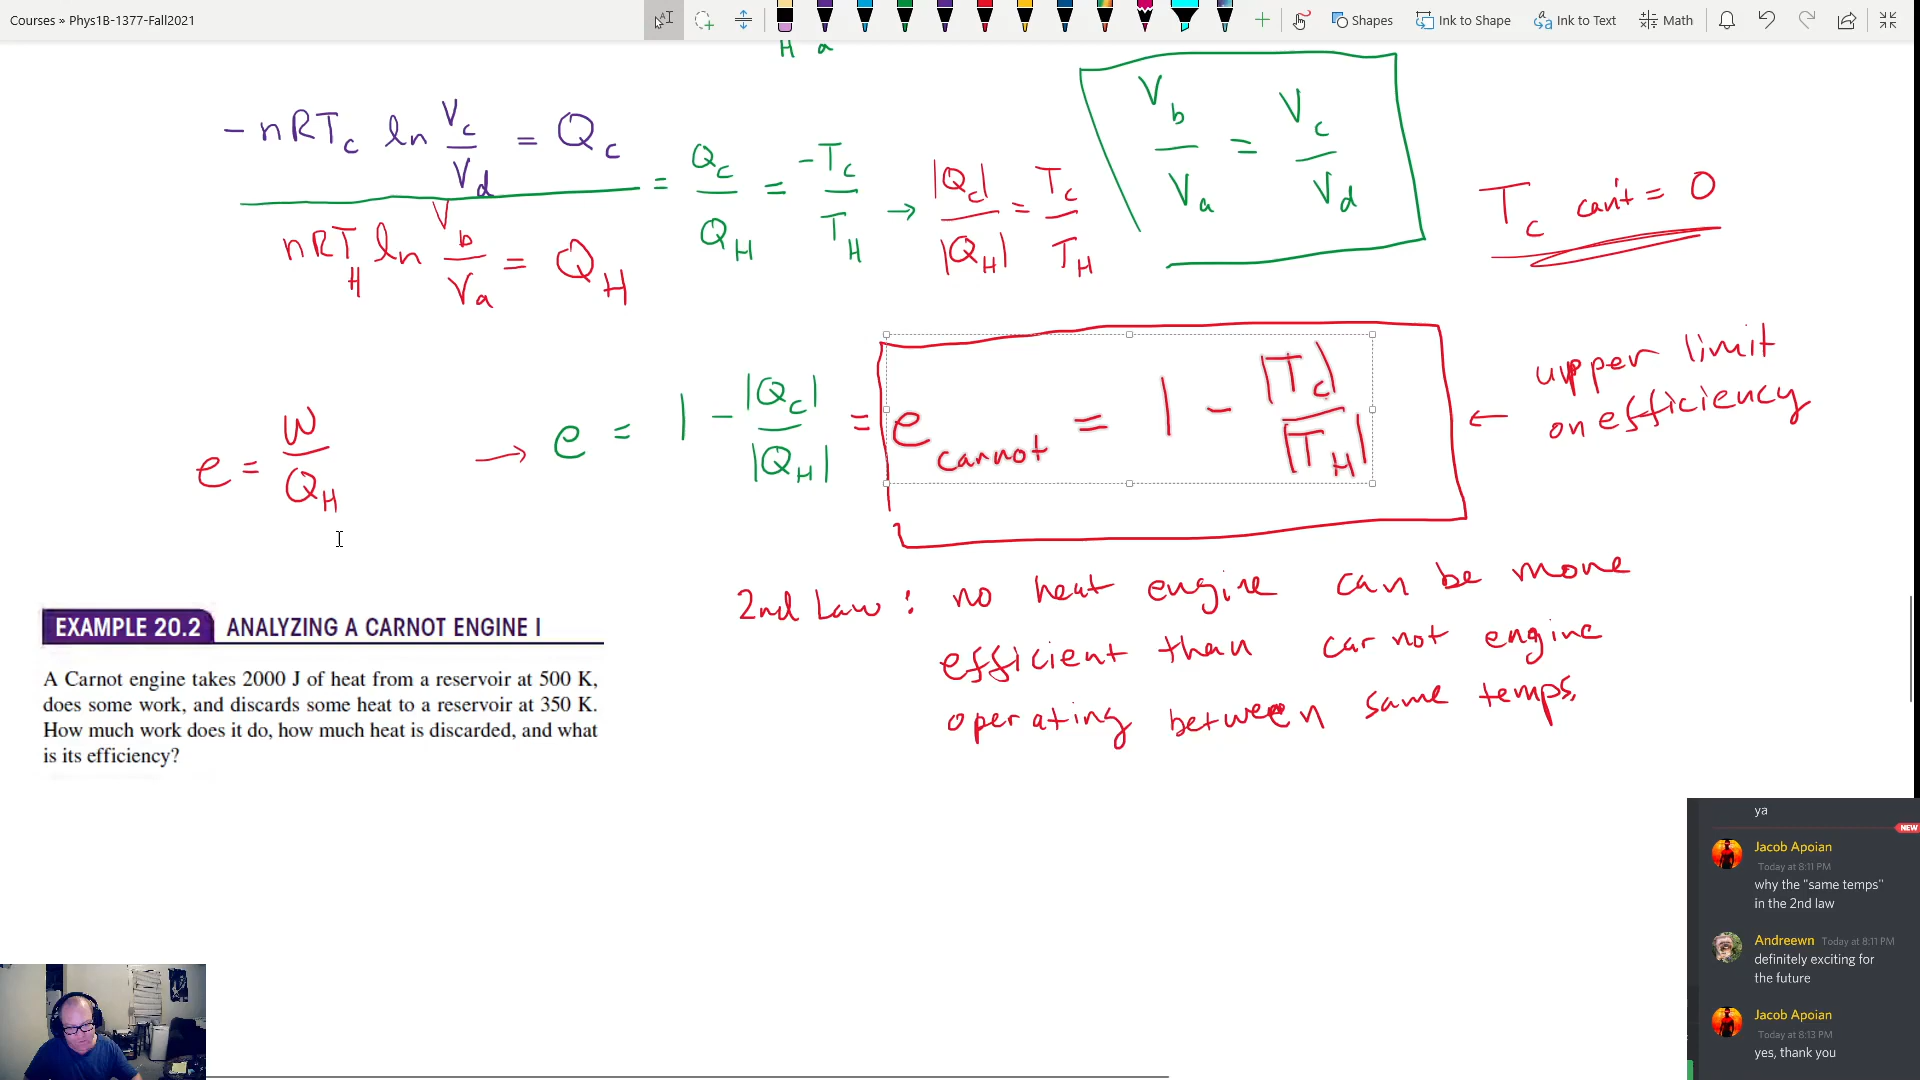 Courses » Phys1B-1377-Fall2021
Shapes
Ink to Shape
Ink to Text
Math
H a
-nRT_c ln V_c/V_d = Q_c
nRT_H ln V_b/V_a = Q_H
= Q_c/Q_H = -T_c/T_H → |Q_c|/|Q_H| = T_c/T_H
V_b/V_a = V_c/V_d
T_c can't = 0
e = W/Q_H → e = 1 - |Q_c|/|Q_H| = e_carnot = 1 - |T_c|/|T_H|
← upper limit
on efficiency
2nd Law : no heat engine can be more
efficient than carnot engine
operating between same temps.
EXAMPLE 20.2 ANALYZING A CARNOT ENGINE I
A Carnot engine takes 2000 J of heat from a reservoir at 500 K,
does some work, and discards some heat to a reservoir at 350 K.
How much work does it do, how much heat is discarded, and what
is its efficiency?
ya
NEW
Jacob Apoian
Today at 8:11 PM
why the "same temps"
in the 2nd law
Andreewn Today at 8:11 PM
definitely exciting for
the future
Jacob Apoian
Today at 8:13 PM
yes, thank you